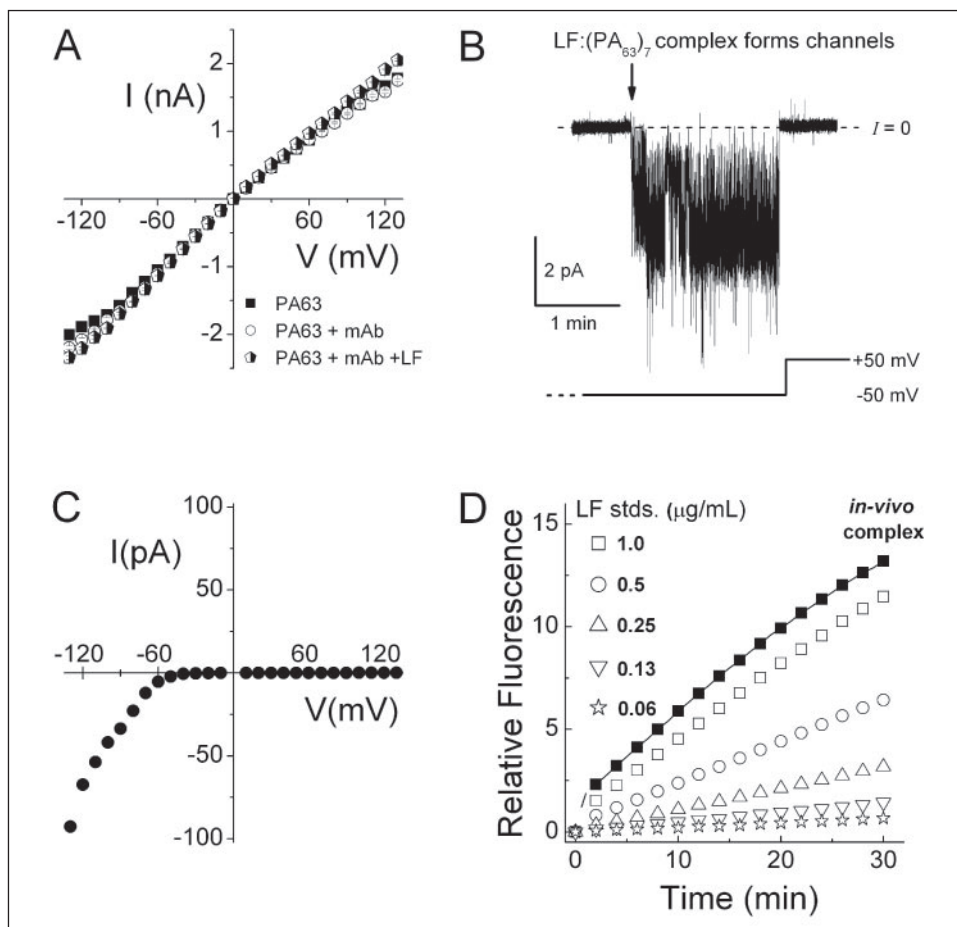 A
I (nA)
2
1
-120
-60
60
120
V (mV)
-1
-2
PA63
PA63 + mAb
PA63 + mAb +LF
B
LF:(PA63)7 complex forms channels
I = 0
2 pA
1 min
+50 mV
-50 mV
C
I(pA)
100
50
-120
-60
60
120
V(mV)
-50
-100
D
LF stds. (μg/mL)
in-vivo
complex
1.0
0.5
0.25
0.13
0.06
Relative Fluorescence
15
10
5
0
0
10
20
30
Time (min)